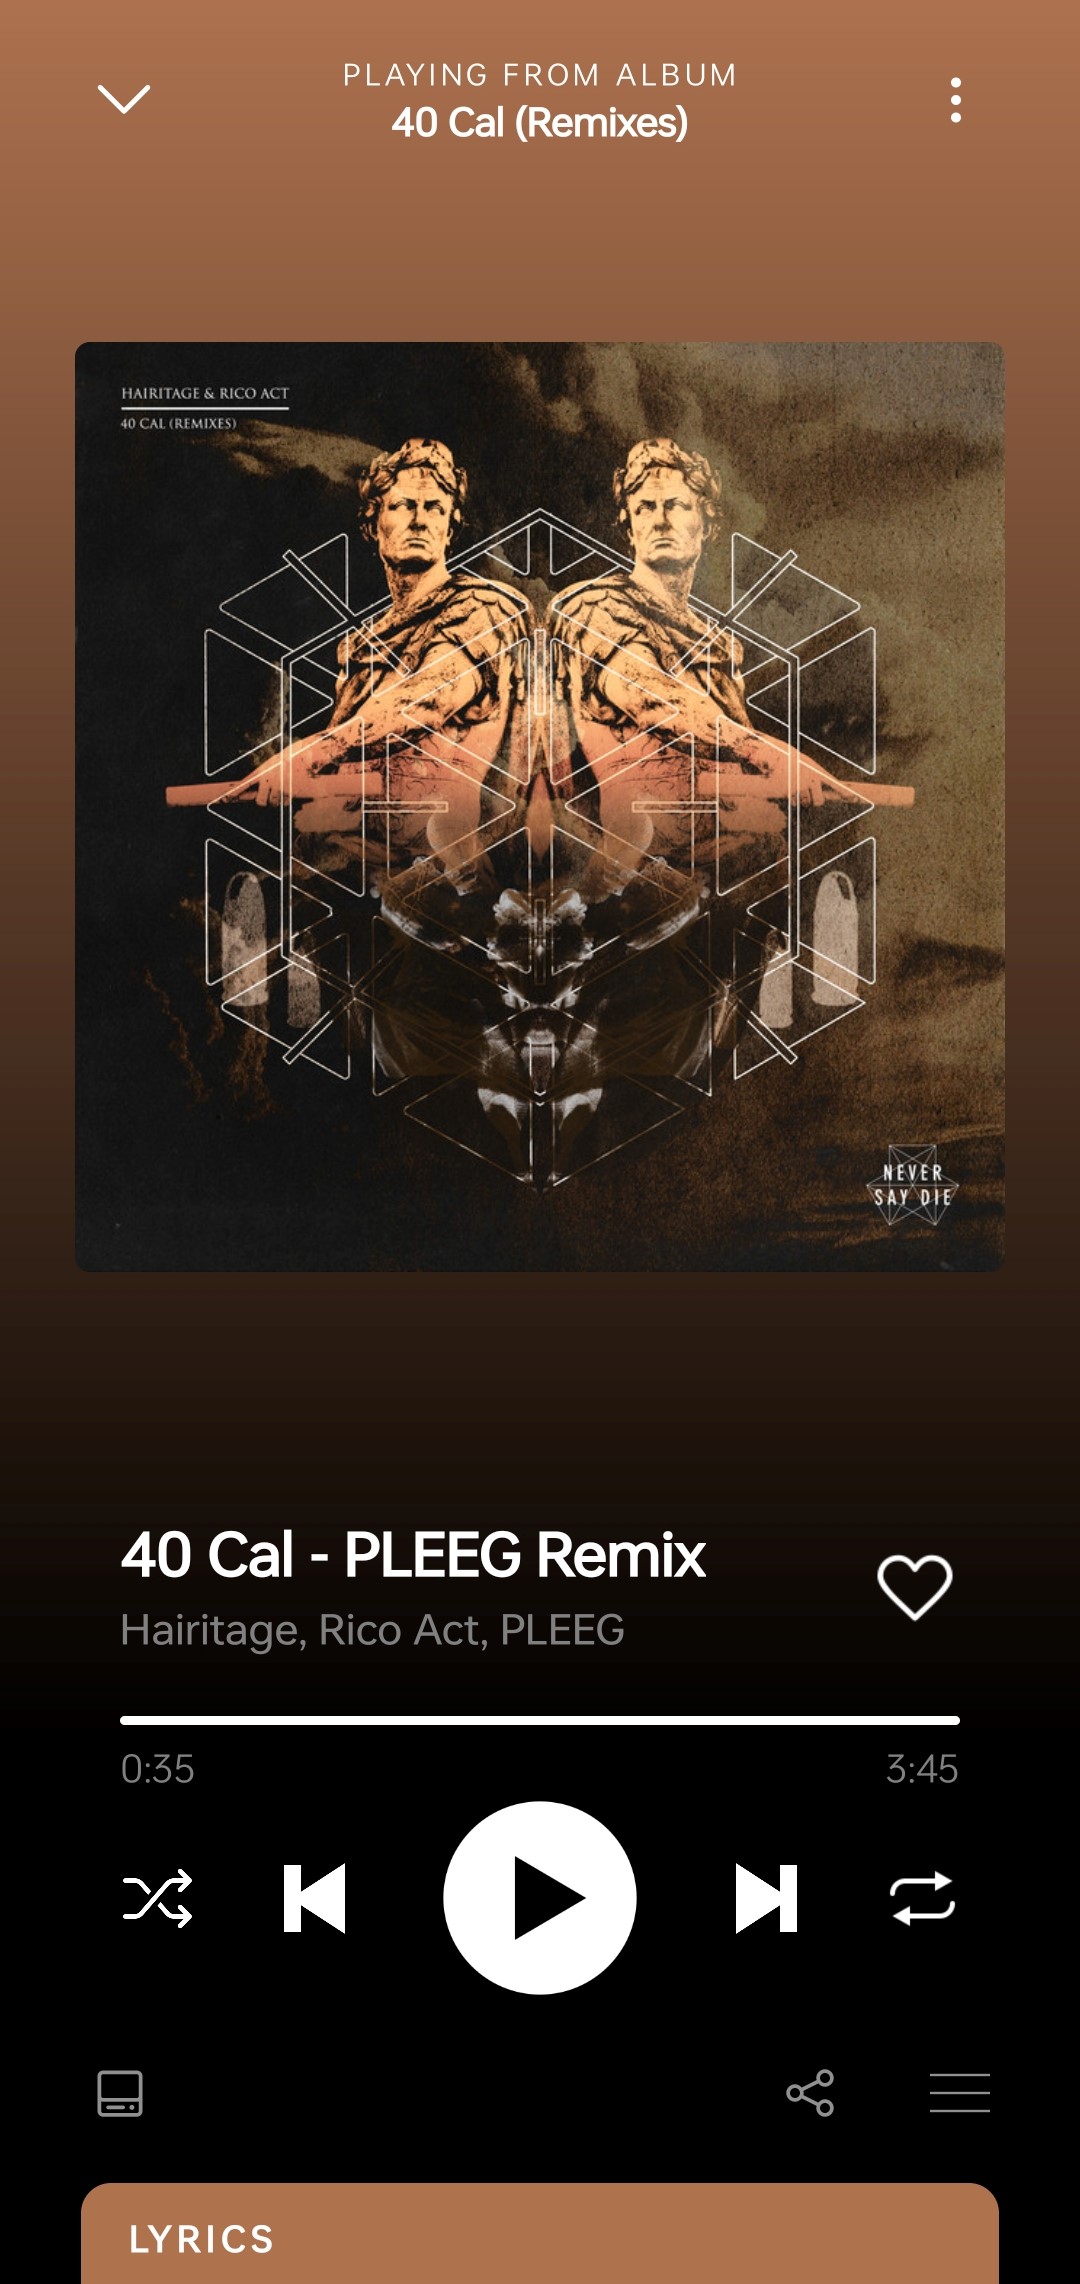 PLAYING FROM ALBUM
40 Cal (Remixes)
HAIRITAGE & RICO ACT
40 CAL (REMIXES)
NEVER
SAY DIE
40 Cal - PLEEG Remix
Hairitage, Rico Act, PLEEG
0:35
3:45
LYRICS